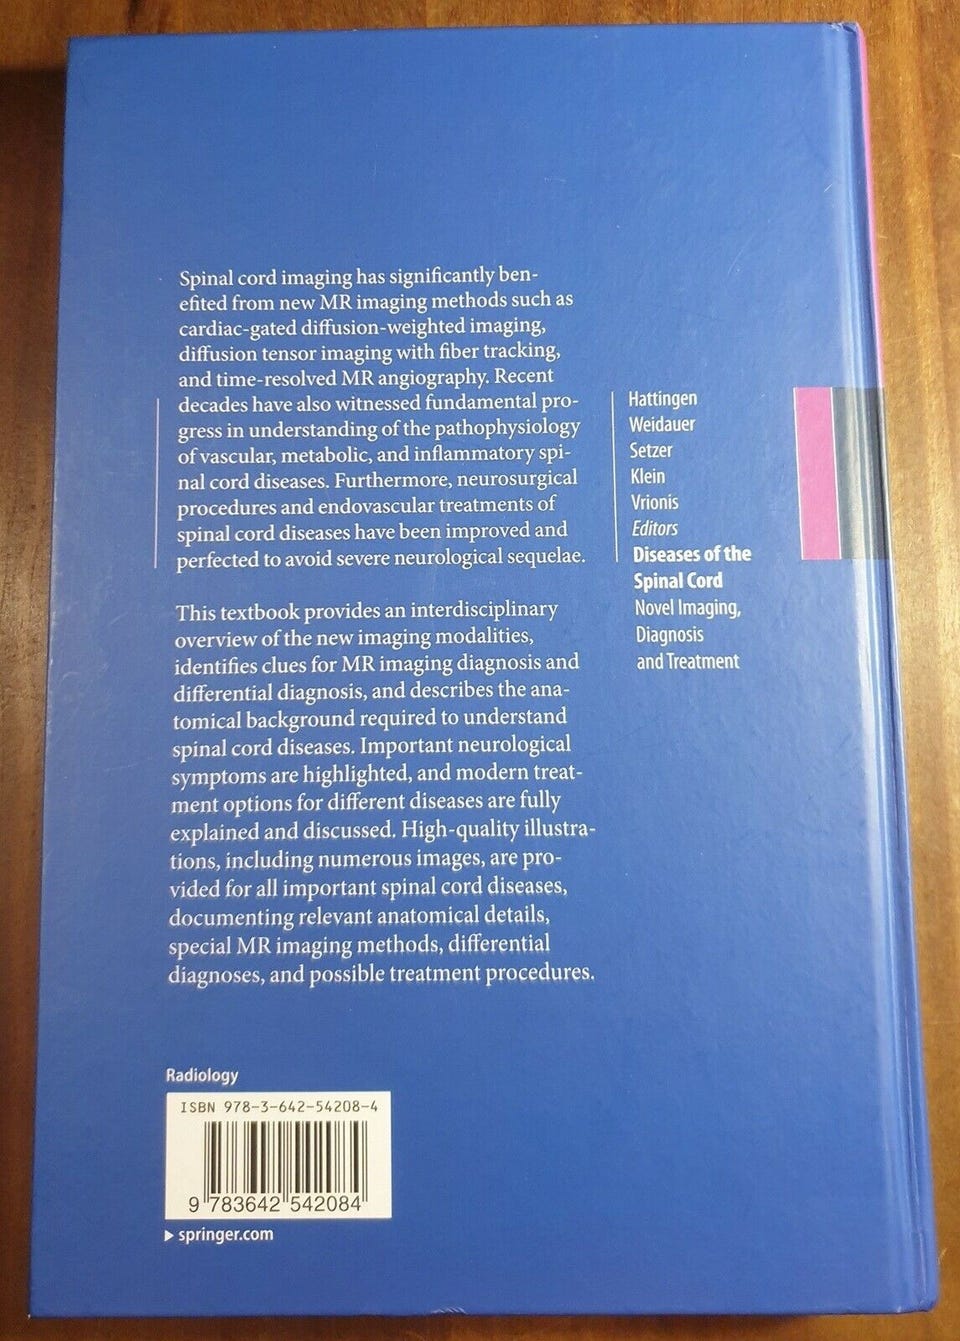 Spinal cord imaging has significantly ben-
efited from new MR imaging methods such as
cardiac-gated diffusion-weighted imaging,
diffusion tensor imaging with fiber tracking,
and time-resolved MR angiography. Recent
decades have also witnessed fundamental pro-
gress in understanding of the pathophysiology
of vascular, metabolic, and inflammatory spi-
nal cord diseases. Furthermore, neurosurgical
procedures and endovascular treatments of
spinal cord diseases have been improved and
perfected to avoid severe neurological sequelae.
This textbook provides an interdisciplinary
overview of the new imaging modalities,
identifies clues for MR imaging diagnosis and
differential diagnosis, and describes the ana-
tomical background required to understand
spinal cord diseases. Important neurological
symptoms are highlighted, and modern treat-
ment options for different diseases are fully
explained and discussed. High-quality illustra-
tions, including numerous images, are pro-
vided for all important spinal cord diseases,
documenting relevant anatomical details,
special MR imaging methods, differential
diagnoses, and possible treatment procedures.
Hattingen
Weidauer
Setzer
Klein
Vrionis
Editors
Diseases of the
Spinal Cord
Novel Imaging,
Diagnosis
and Treatment
Radiology
ISBN 978-3-642-54208-4
9 783642 542084
springer.com